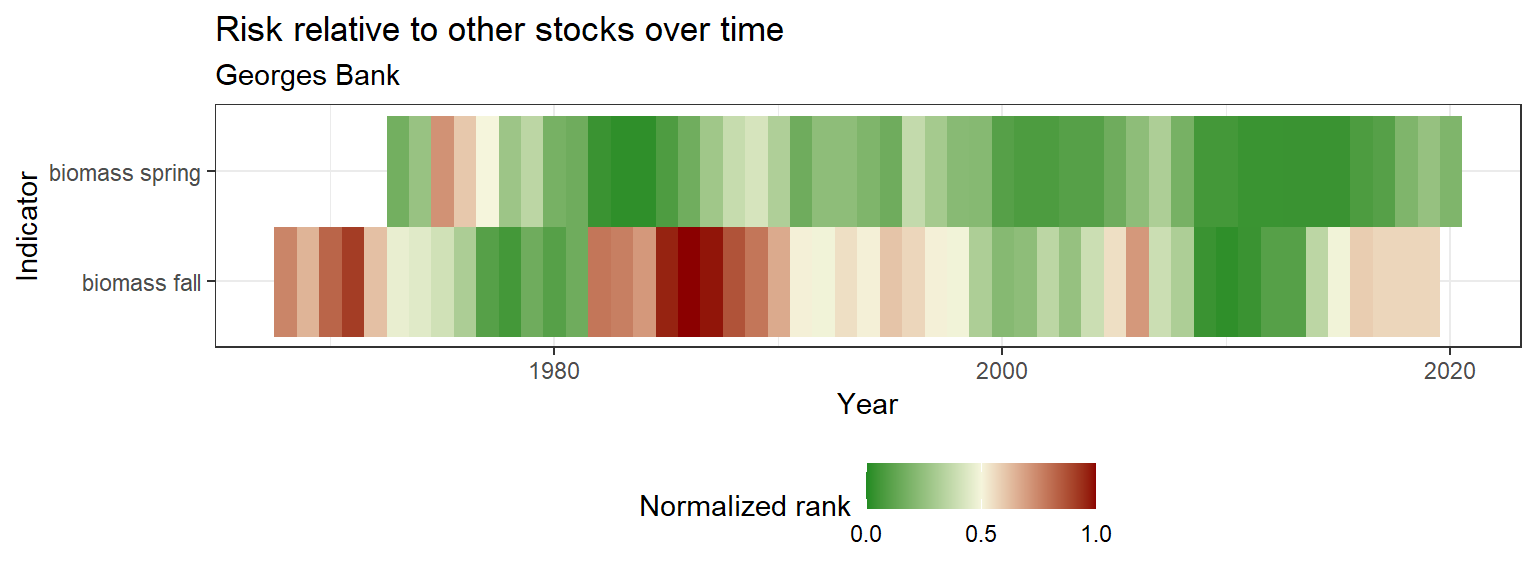 Risk relative to other stocks over time
Georges Bank
Indicator
biomass spring
biomass fall
1980 2000 2020
Year
Normalized rank
0.0 0.5 1.0